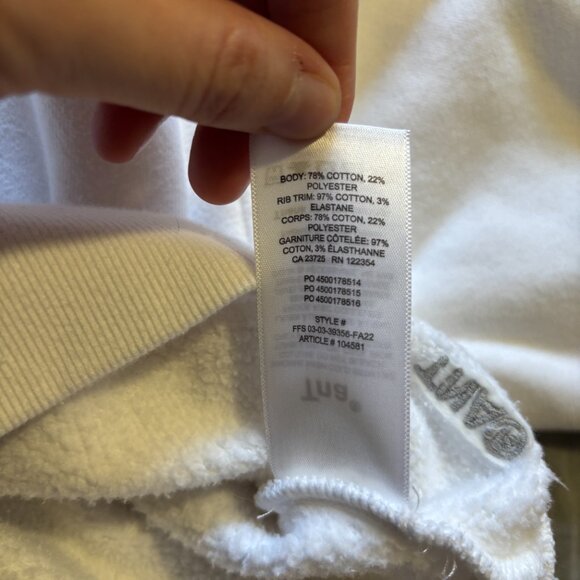 BODY: 78% COTTON, 22%
POLYESTER
RIB TRIM: 97% COTTON, 3%
ELASTANE
CORPS: 78% COTON, 22%
POLYESTER
GARNITURE CÔTELÉE: 97%
COTON, 3% ÉLASTHANNE
CA 23725 RN 122354
PO 4500178514
PO 4500178515
PO 4500178516
STYLE #
FFS 03-03-39356-FA22
ARTICLE # 104581
Tna®
TNA